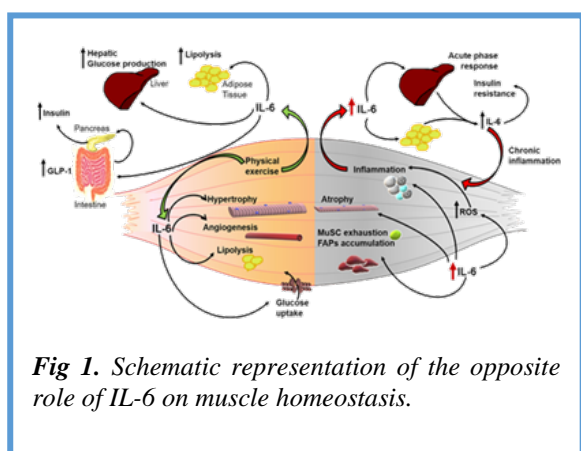 Hepatic
Glucose production
Liver
Lipolysis
Adipose
Tissue
IL-6
Insulin
Pancreas
GLP-1
Intestine
Physical
exercise
IL-6
Hypertrophy
Angiogenesis
Lipolysis
Glucose
uptake
Acute phase
response
Insulin
resistance
IL-6
IL-6
Chronic
inflammation
Inflammation
ROS
Atrophy
MuSC exhaustion
FAPs accumulation
IL-6
Fig 1. Schematic representation of the opposite
role of IL-6 on muscle homeostasis.